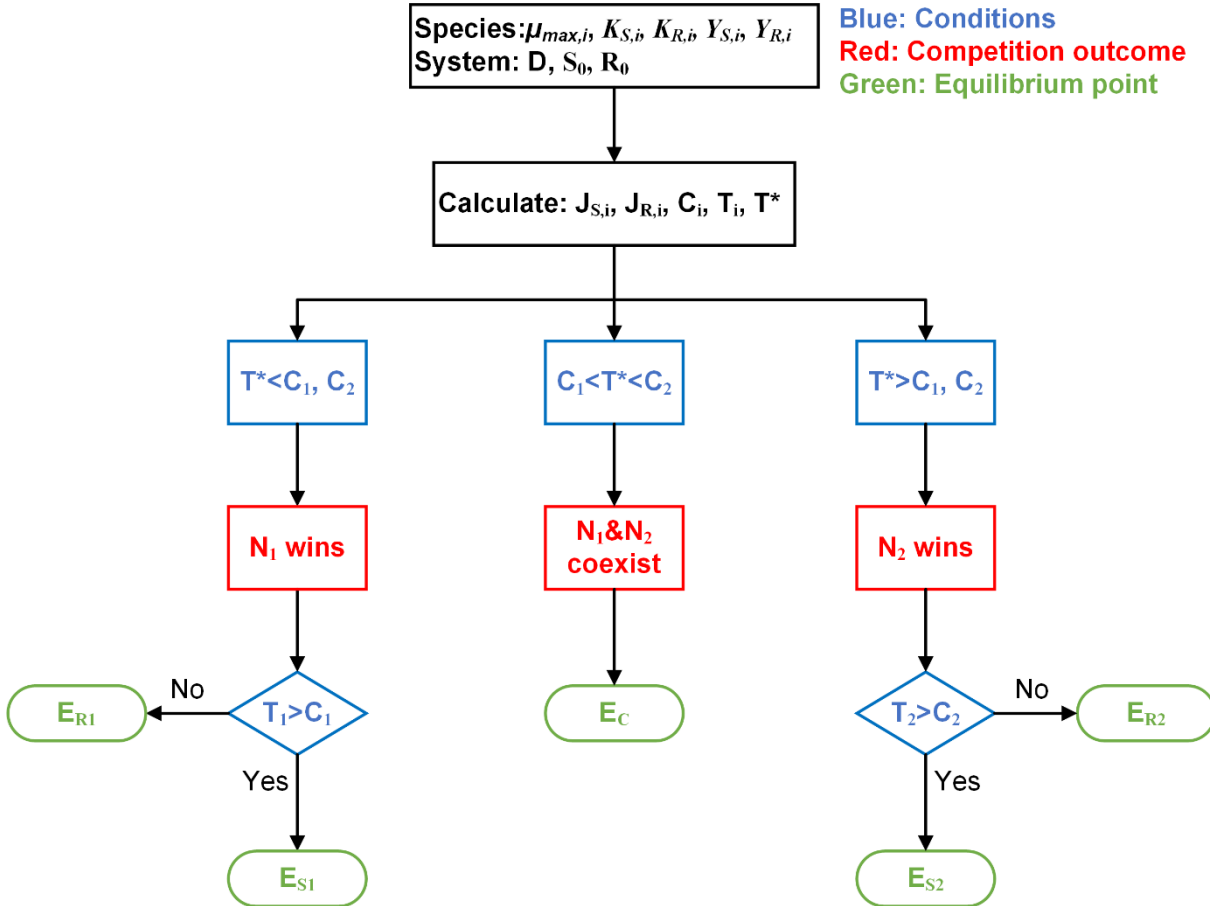 Species:μmax,i, KS,i, KR,i, YS,i, YR,i
System: D, S0, R0
Blue: Conditions
Red: Competition outcome
Green: Equilibrium point
Calculate: JS,i, JR,i, Ci, Ti, T*
T*<C1, C2
C1<T*<C2
T*>C1, C2
N1 wins
N1&N2
coexist
N2 wins
ER1
No
T1>C1
EC
T2>C2
No
ER2
Yes
Yes
ES1
ES2